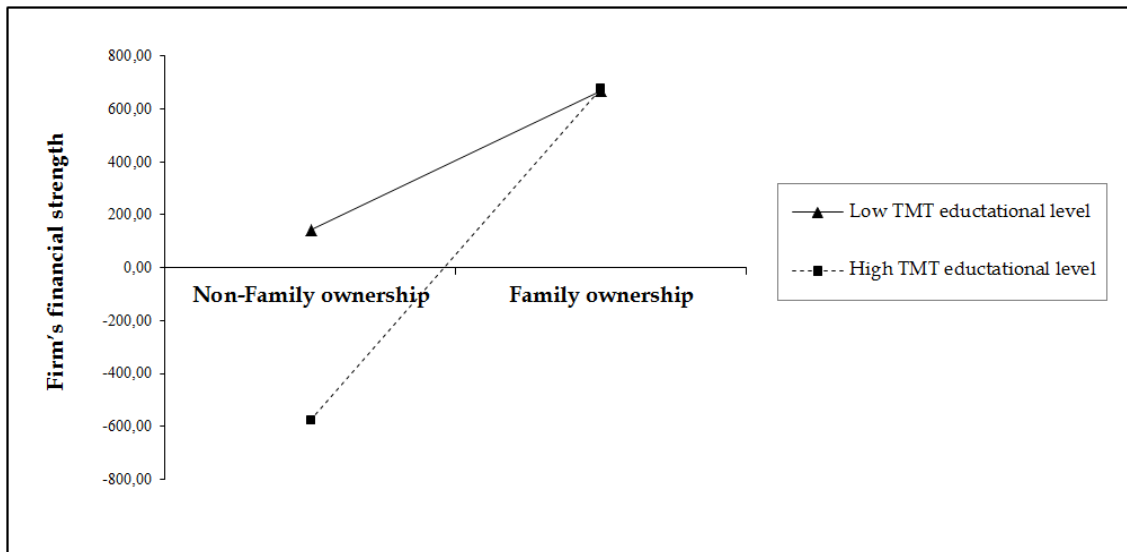 800,00
600,00
400,00
200,00
0,00
-200,00
-400,00
-600,00
-800,00
Firm's financial strength
Non-Family ownership
Family ownership
Low TMT eductational level
High TMT eductational level